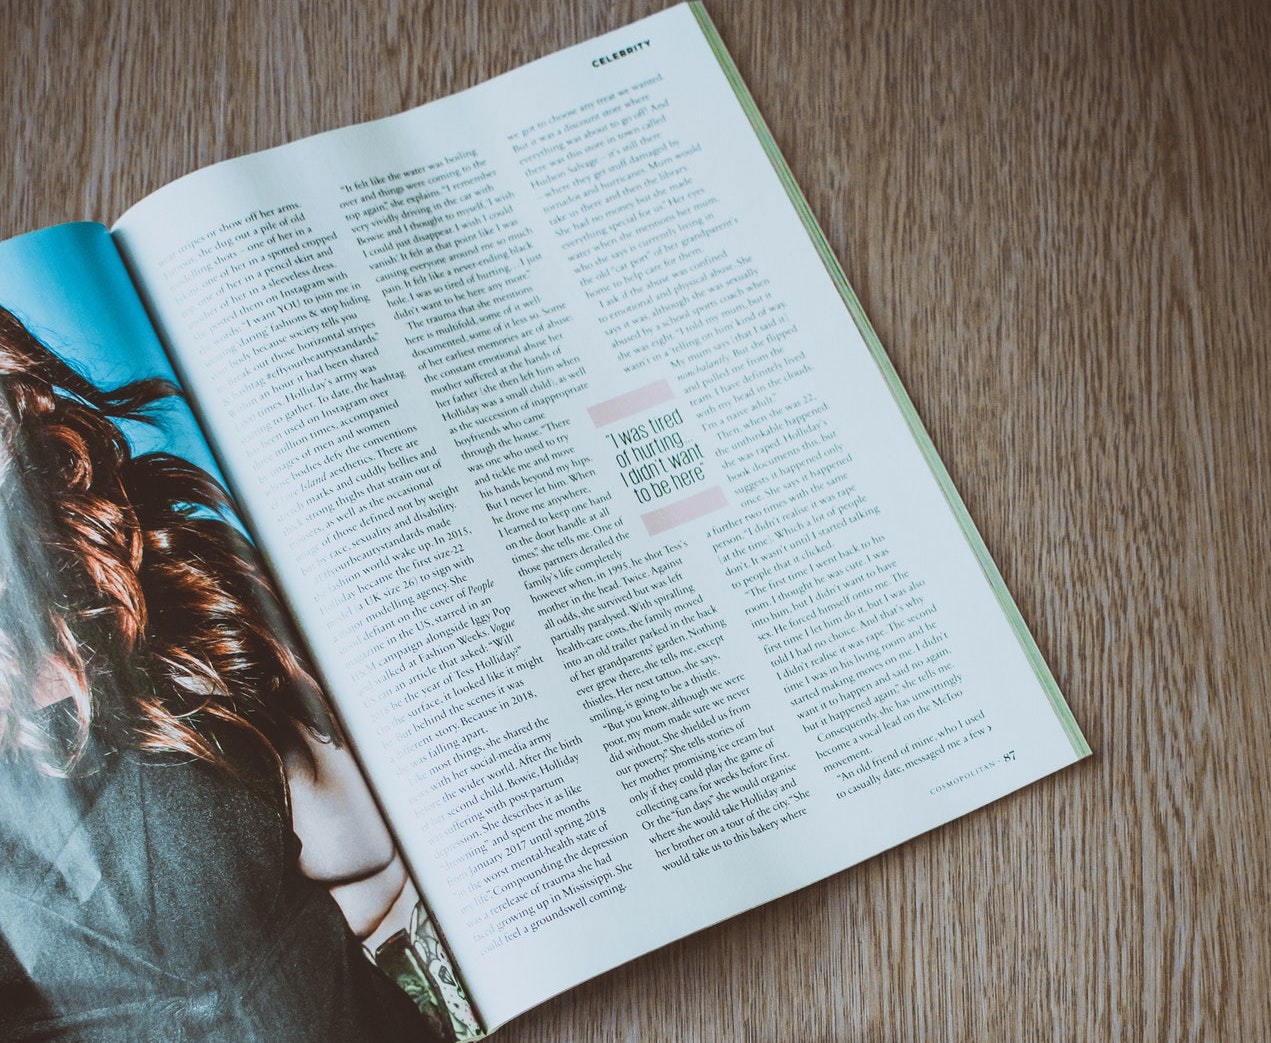 CELEBRITY
wear stripes or show off her arms.
she dug out a pile of old
shots' – one of her in a
one of her in a spotted cropped
one of her in a pencil skirt and
another of her in a sleeveless dress.
posted them on Instagram with
words: "I want YOU to join me in
'daring' fashions & stop hiding
body because society tells you
Break out those horizontal stripes
hashtag #effyourbeautystandards."
Within an hour it had been shared
times. Holliday's army was
to gather. To date, the hashtag
been used on Instagram over
million times, accompanied
images of men and women
whose bodies defy the conventions
Love Island aesthetics. There are
marks and cuddly bellies and
strong thighs that strain out of
as well as the occasional
of those defined not by weight
by race, sexuality and disability.
#effyourbeautystandards made
fashion world wake up. In 2015,
Holliday became the first size-22
(a UK size 26) to sign with
major modelling agency. She
defiant on the cover of People
magazine in the US, starred in an
H&M campaign alongside Iggy Pop
and walked at Fashion Weeks. Vogue
US ran an article that asked: "Will
be the year of Tess Holliday?"
On the surface, it looked like it might
But behind the scenes it was
different story. Because in 2018,
was falling apart.
Like most things, she shared the
with her social-media army
the wider world. After the birth
of her second child, Bowie, Holliday
suffering with post-partum
depression. She describes it as like
"drowning" and spent the months
from January 2017 until spring 2018
"in the worst mental-health state of
my life". Compounding the depression
was a rerelease of trauma she had
faced growing up in Mississippi. She
could feel a groundswell coming.
"It felt like the water was boiling
over and things were coming to the
top again," she explains. "I remember
very vividly driving in the car with
Bowie and I thought to myself, 'I wish
I could just disappear. I wish I could
vanish.' It felt at that point like I was
causing everyone around me so much
pain. It felt like a never-ending black
hole. I was so tired of hurting... I just
didn't want to be here any more."
The trauma that she mentions
here is multifold, some of it well
documented, some of it less so. Some
of her earliest memories are of abuse:
the constant emotional abuse her
mother suffered at the hands of
her father (she then left him when
Holliday was a small child), as well
as the succession of inappropriate
boyfriends who came
through the house. "There
was one who used to try
and tickle me and move
his hands beyond my hips.
But I never let him. When
he drove me anywhere,
I learned to keep one hand
on the door handle at all
times," she tells me. One of
those partners derailed the
family's life completely
however when, in 1995, he shot Tess's
mother in the head. Twice. Against
all odds, she survived but was left
partially paralysed. With spiralling
health-care costs, the family moved
into an old trailer parked in the back
of her grandparents' garden. Nothing
ever grew there, she tells me, except
thistles. Her next tattoo, she says,
smiling, is going to be a thistle.
"But you know, although we were
poor, my mom made sure we never
did without. She shielded us from
our poverty." She tells stories of
her mother promising ice cream but
only if they could play the game of
collecting cans for weeks before first.
Or the "fun days" she would organise
where she would take Holliday and
her brother on a tour of the city. "She
would take us to this bakery where
we got to choose any treat we wanted.
But it was a discount store where
everything was about to go off! And
there was this store in town called
Hudson Salvage – it's still there
– where they get stuff damaged by
tornados and hurricanes. Mom would
take us there and then the library.
She had no money but she made
everything special for us." Her eyes
water when she mentions her mum,
who she says is currently living in
the old "car port" of her grandparent's
home to help care for them.
I ask if the abuse was confined
to emotional and physical abuse. She
says it was, although she was sexually
abused by a school sports coach when
she was eight. "I told my mum, but it
wasn't in a telling on him kind of way.
My mum says that I said it
nonchalantly. But she flipped
and pulled me from the
team. I have definitely lived
with my head in the clouds.
I'm a naive adult."
Then, when she was 22,
the unthinkable happened:
she was raped. Holliday's
book documents this, but
suggests it happened only
once. She says it happened
a further two times with the same
person. "I didn't realise it was rape
at the time. Which a lot of people
don't. It wasn't until I started talking
to people that it clicked.
"The first time I went back to his
room. I thought he was cute. I was
into him, but I didn't want to have
sex. He forced himself onto me. The
first time I let him do it, but I was also
told I had no choice. And that's why
I didn't realise it was rape. The second
time I was in his living room and he
started making moves on me. I didn't
want it to happen and said no again,
but it happened again," she tells me.
Consequently, she has unwittingly
become a vocal lead on the MeToo
movement.
"An old friend of mine, who I used
to casually date, messaged me a few ›
"I was tired
of hurting...
I didn't want
to be here"
COSMOPOLITAN · 87